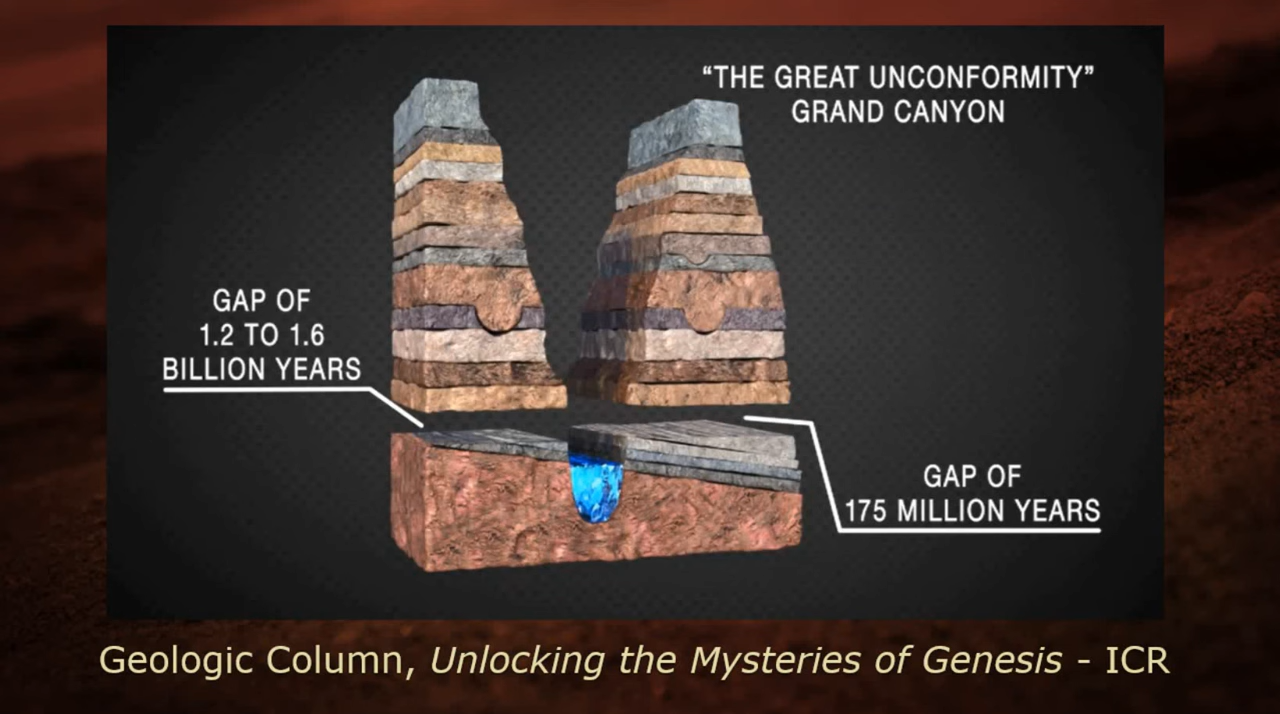 “THE GREAT UNCONFORMITY”
GRAND CANYON
GAP OF
1.2 TO 1.6
BILLION YEARS
GAP OF
175 MILLION YEARS
Geologic Column, Unlocking the Mysteries of Genesis - ICR